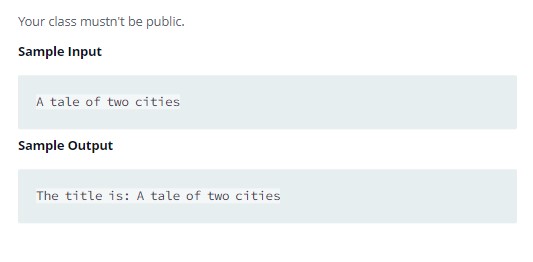 Your class mustn't be public.
Sample Input
A tale of two cities
Sample Output
The title is: A tale of two cities